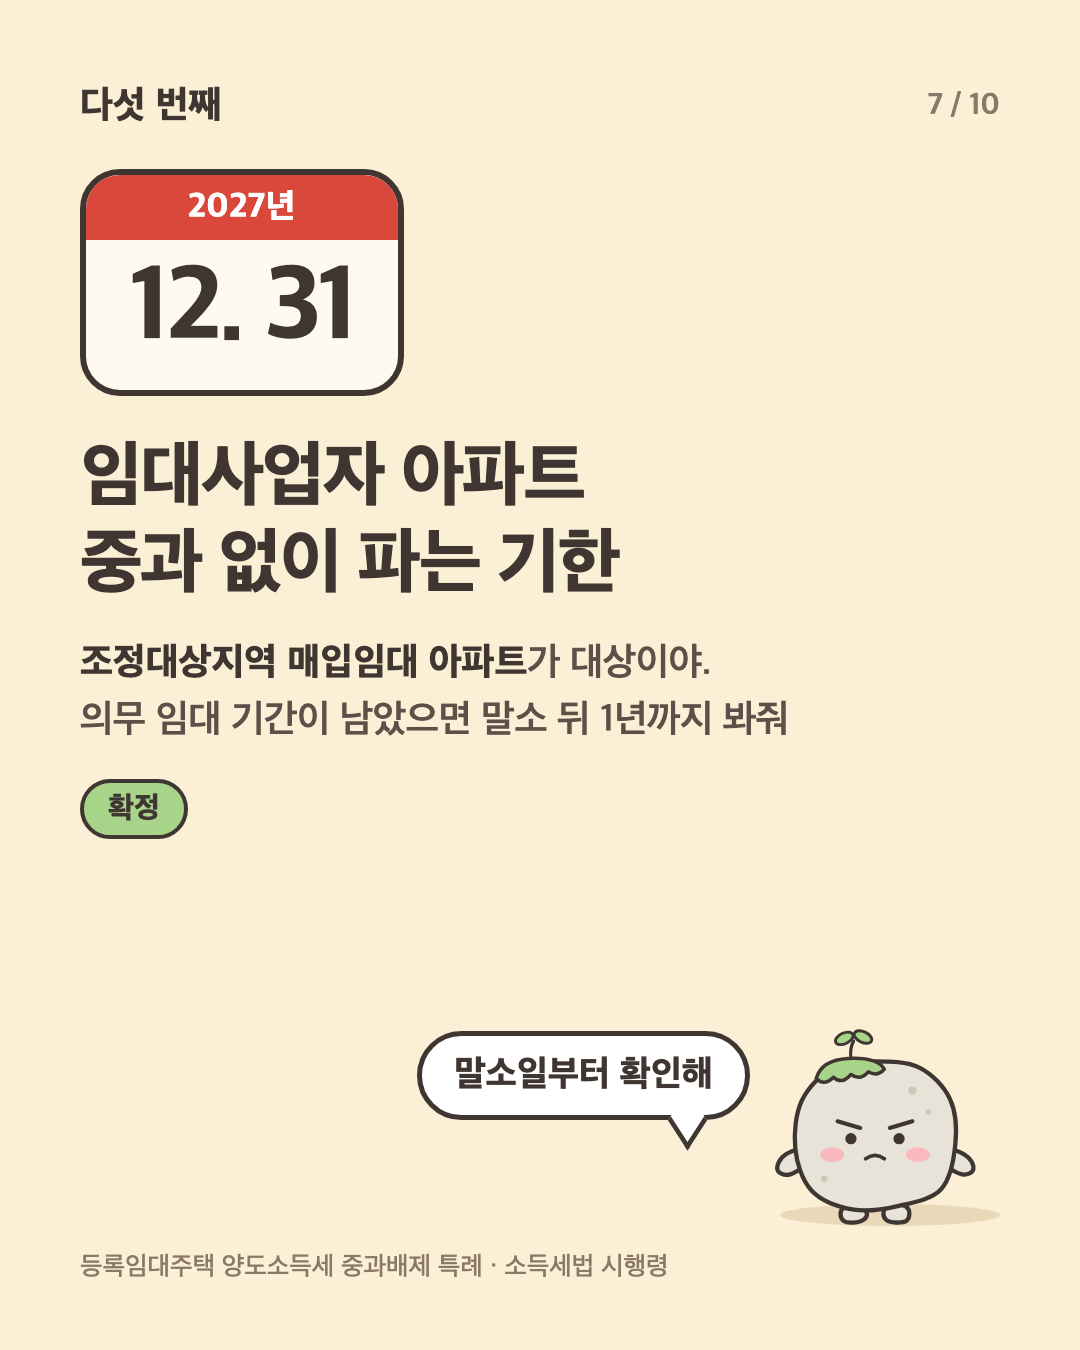 다섯 번째
7 / 10
2027년
12. 31
임대사업자 아파트
중과 없이 파는 기한
조정대상지역 매입임대 아파트가 대상이야.
의무 임대 기간이 남았으면 말소 뒤 1년까지 봐줘
확정
말소일부터 확인해
등록임대주택 양도소득세 중과배제 특례 · 소득세법 시행령